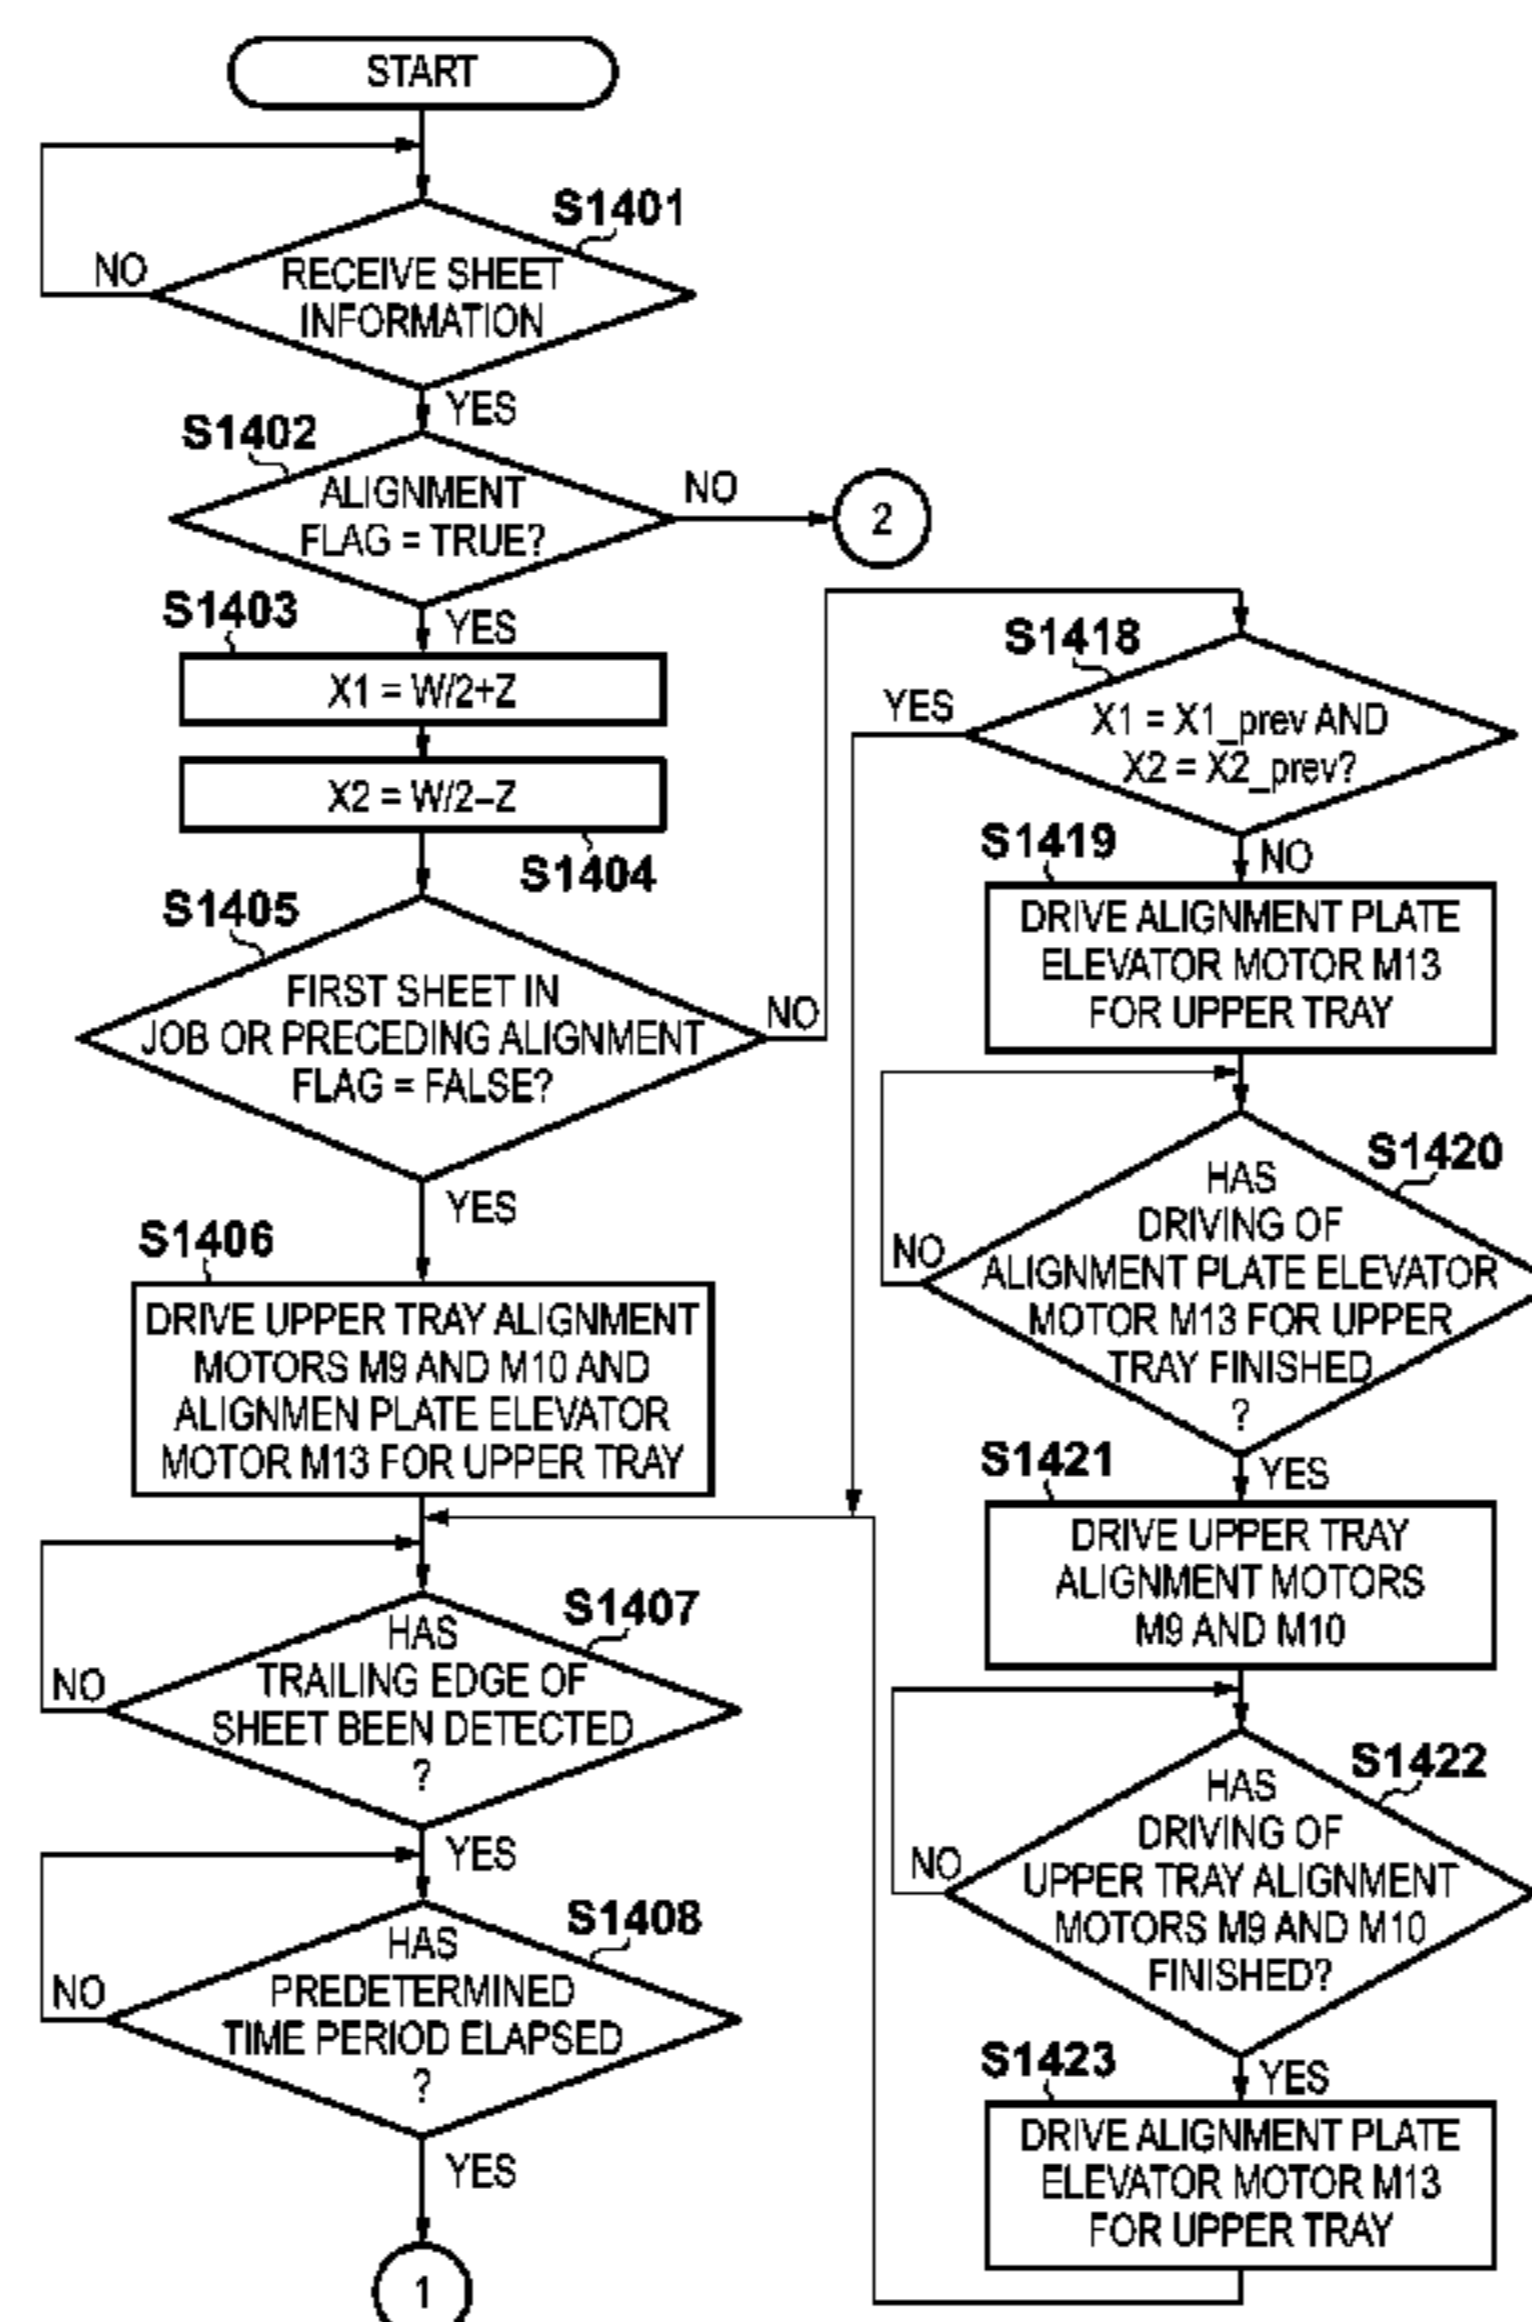 START
S1401
NO
RECEIVE SHEET
INFORMATION
YES
S1402
ALIGNMENT
FLAG = TRUE?
NO
2
YES
S1403
X1 = W/2+Z
X2 = W/2–Z
S1404
S1405
FIRST SHEET IN
JOB OR PRECEDING ALIGNMENT
FLAG = FALSE?
NO
YES
S1406
DRIVE UPPER TRAY ALIGNMENT
MOTORS M9 AND M10 AND
ALIGNMEN PLATE ELEVATOR
MOTOR M13 FOR UPPER TRAY
S1407
HAS
TRAILING EDGE OF
SHEET BEEN DETECTED
?
NO
YES
S1408
HAS
PREDETERMINED
TIME PERIOD ELAPSED
?
NO
YES
1
S1418
YES
X1 = X1_prev AND
X2 = X2_prev?
NO
S1419
DRIVE ALIGNMENT PLATE
ELEVATOR MOTOR M13
FOR UPPER TRAY
S1420
HAS
DRIVING OF
ALIGNMENT PLATE ELEVATOR
MOTOR M13 FOR UPPER
TRAY FINISHED
?
NO
YES
S1421
DRIVE UPPER TRAY
ALIGNMENT MOTORS
M9 AND M10
S1422
HAS
DRIVING OF
UPPER TRAY ALIGNMENT
MOTORS M9 AND M10
FINISHED?
NO
YES
S1423
DRIVE ALIGNMENT PLATE
ELEVATOR MOTOR M13
FOR UPPER TRAY